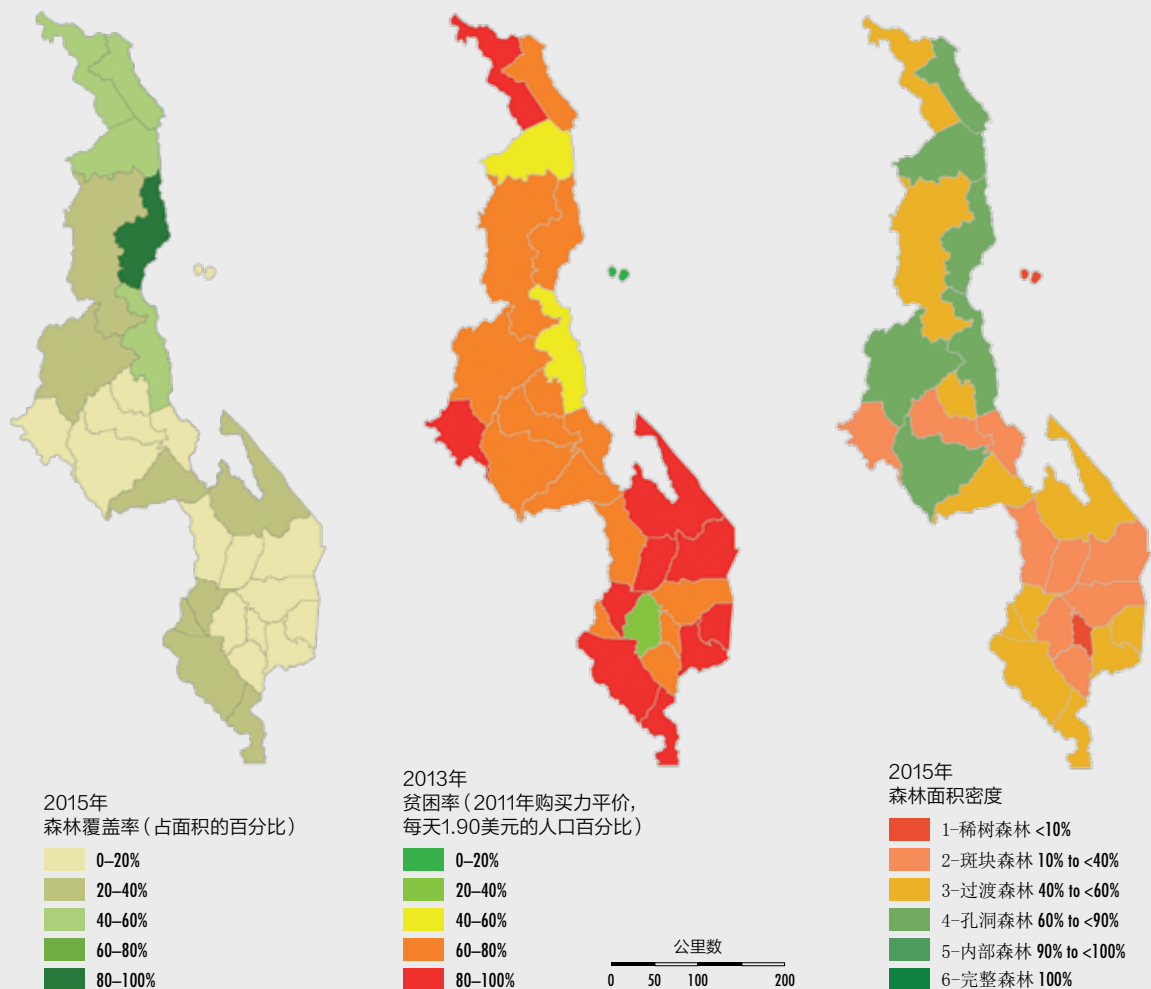 2015年
森林覆盖率（占面积的百分比）
0–20%
20–40%
40–60%
60–80%
80–100%
2013年
贫困率（2011年购买力平价，
每天1.90美元的人口百分比）
0–20%
20–40%
40–60%
60–80%
80–100%
公里数
0 50 100 200
2015年
森林面积密度
1-稀树森林 <10%
2-斑块森林 10% to <40%
3-过渡森林 40% to <60%
4-孔洞森林 60% to <90%
5-内部森林 90% to <100%
6-完整森林 100%